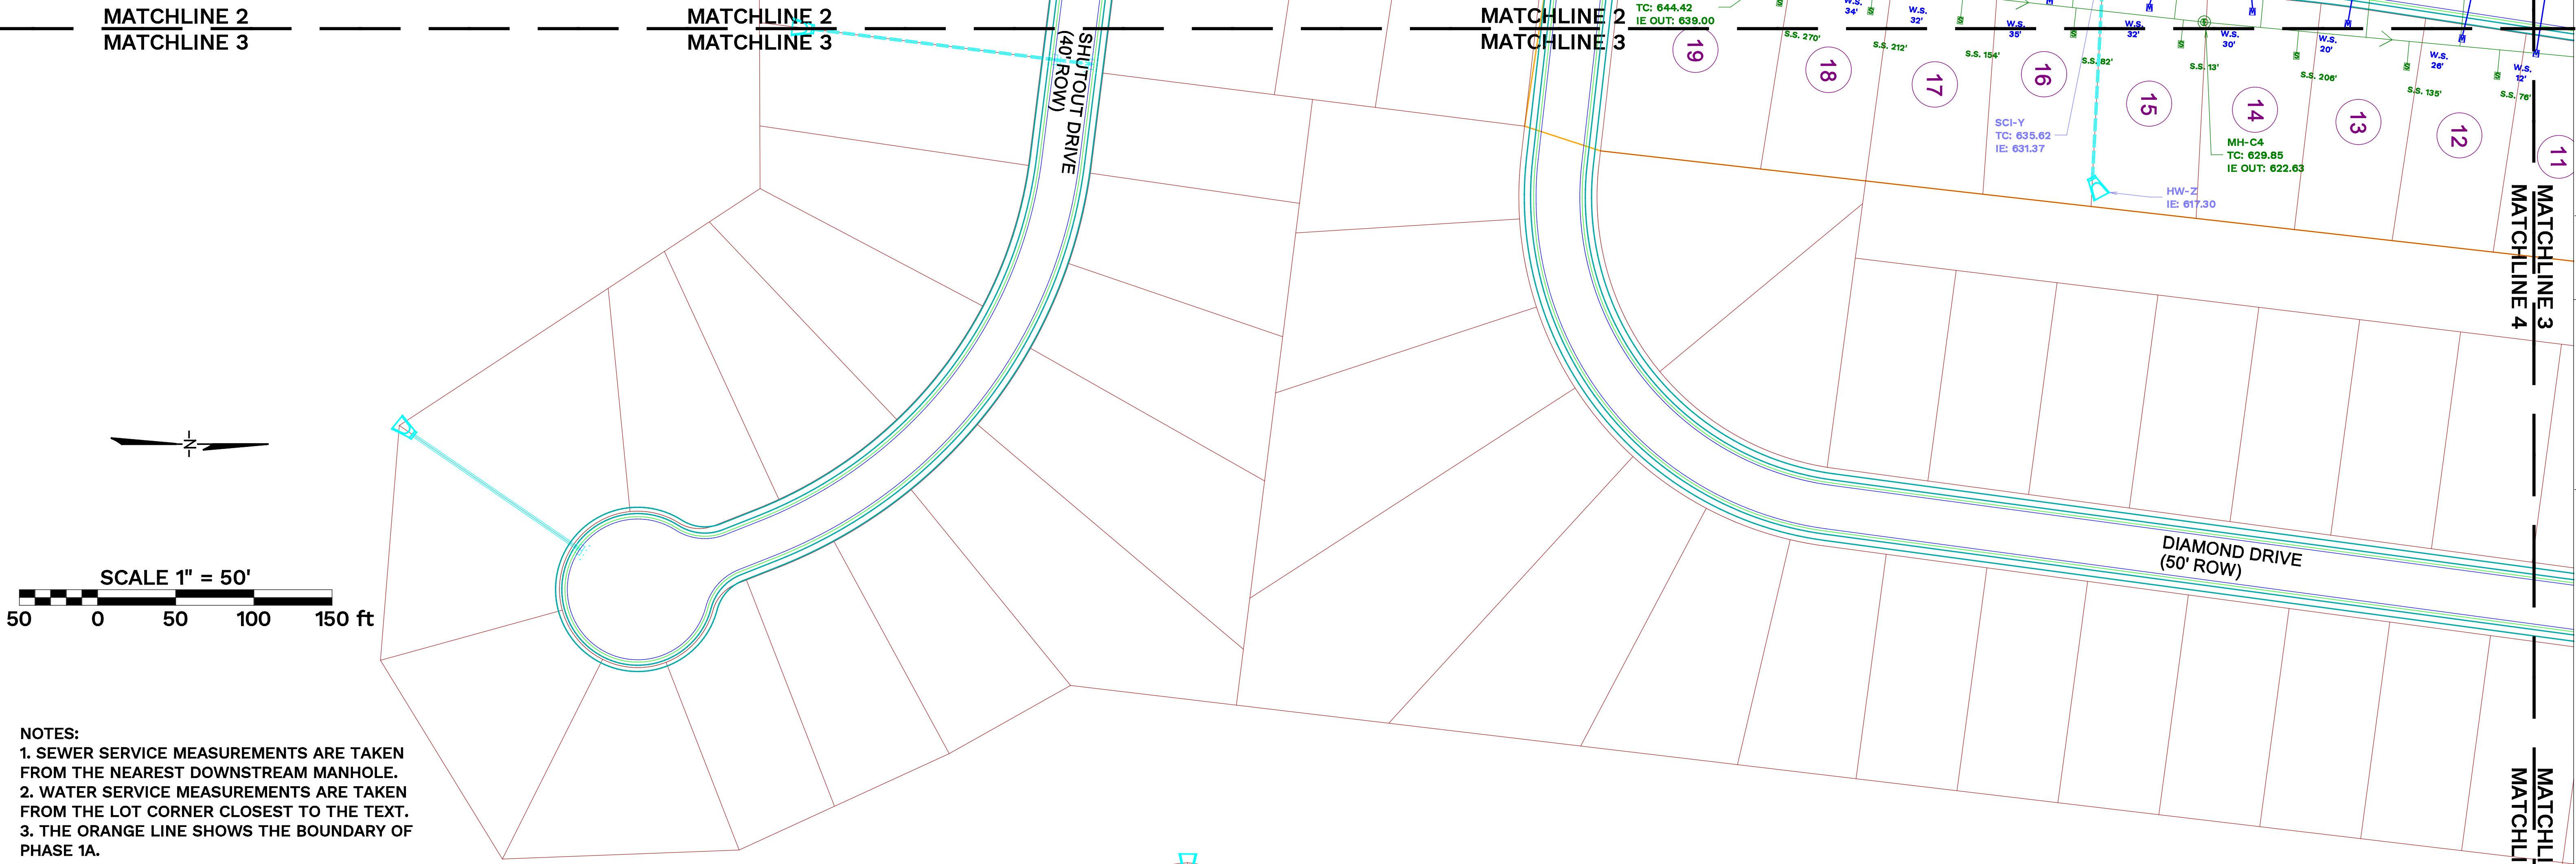 MATCHLINE 2
MATCHLINE 3
MATCHLINE 2
MATCHLINE 3
MATCHLINE 2
MATCHLINE 3
SHUTOUT DRIVE
(40' ROW)
TC: 644.42
IE OUT: 639.00
34'
W.S.
32'
W.S.
35'
W.S.
32'
W.S.
30'
W.S.
20'
W.S.
26'
W.S.
12'
S.S. 270'
S.S. 212'
S.S. 154'
S.S. 82'
S.S. 13'
S.S. 206'
S.S. 135'
S.S. 76'
19
18
17
16
15
14
13
12
11
SCI-Y
TC: 635.62
IE: 631.37
MH-C4
TC: 629.85
IE OUT: 622.63
HW-Z
IE: 617.30
MATCHLINE 3
MATCHLINE 4
N
DIAMOND DRIVE
(50' ROW)
SCALE 1" = 50'
50 0 50 100 150 ft
NOTES:
1. SEWER SERVICE MEASUREMENTS ARE TAKEN
FROM THE NEAREST DOWNSTREAM MANHOLE.
2. WATER SERVICE MEASUREMENTS ARE TAKEN
FROM THE LOT CORNER CLOSEST TO THE TEXT.
3. THE ORANGE LINE SHOWS THE BOUNDARY OF
PHASE 1A.
MATCHLI
MATCHLI